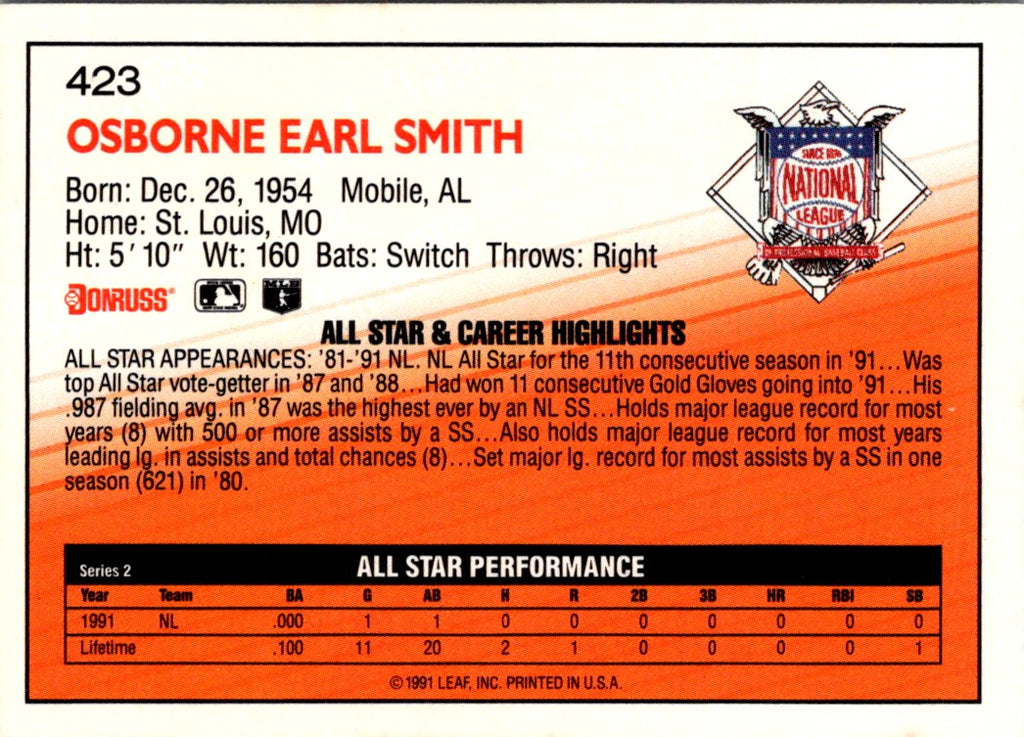 423
OSBORNE EARL SMITH
Born: Dec. 26, 1954 Mobile, AL
Home: St. Louis, MO
Ht: 5' 10" Wt: 160 Bats: Switch Throws: Right
SINCE 1876
NATIONAL
LEAGUE
OF PROFESSIONAL BASEBALL CLUBS
DONRUSS®
MLB
ALL STAR & CAREER HIGHLIGHTS
ALL STAR APPEARANCES: '81-'91 NL. NL All Star for the 11th consecutive season in '91...Was
top All Star vote-getter in '87 and '88...Had won 11 consecutive Gold Gloves going into '91...His
.987 fielding avg. in '87 was the highest ever by an NL SS...Holds major league record for most
years (8) with 500 or more assists by a SS...Also holds major league record for most years
leading lg. in assists and total chances (8)...Set major lg. record for most assists by a SS in one
season (621) in '80.
Series 2 ALL STAR PERFORMANCE
Year Team BA G AB H R 2B 3B HR RBI SB
1991 NL .000 1 1 0 0 0 0 0 0 0
Lifetime .100 11 20 2 1 0 0 0 0 1
©1991 LEAF, INC. PRINTED IN U.S.A.